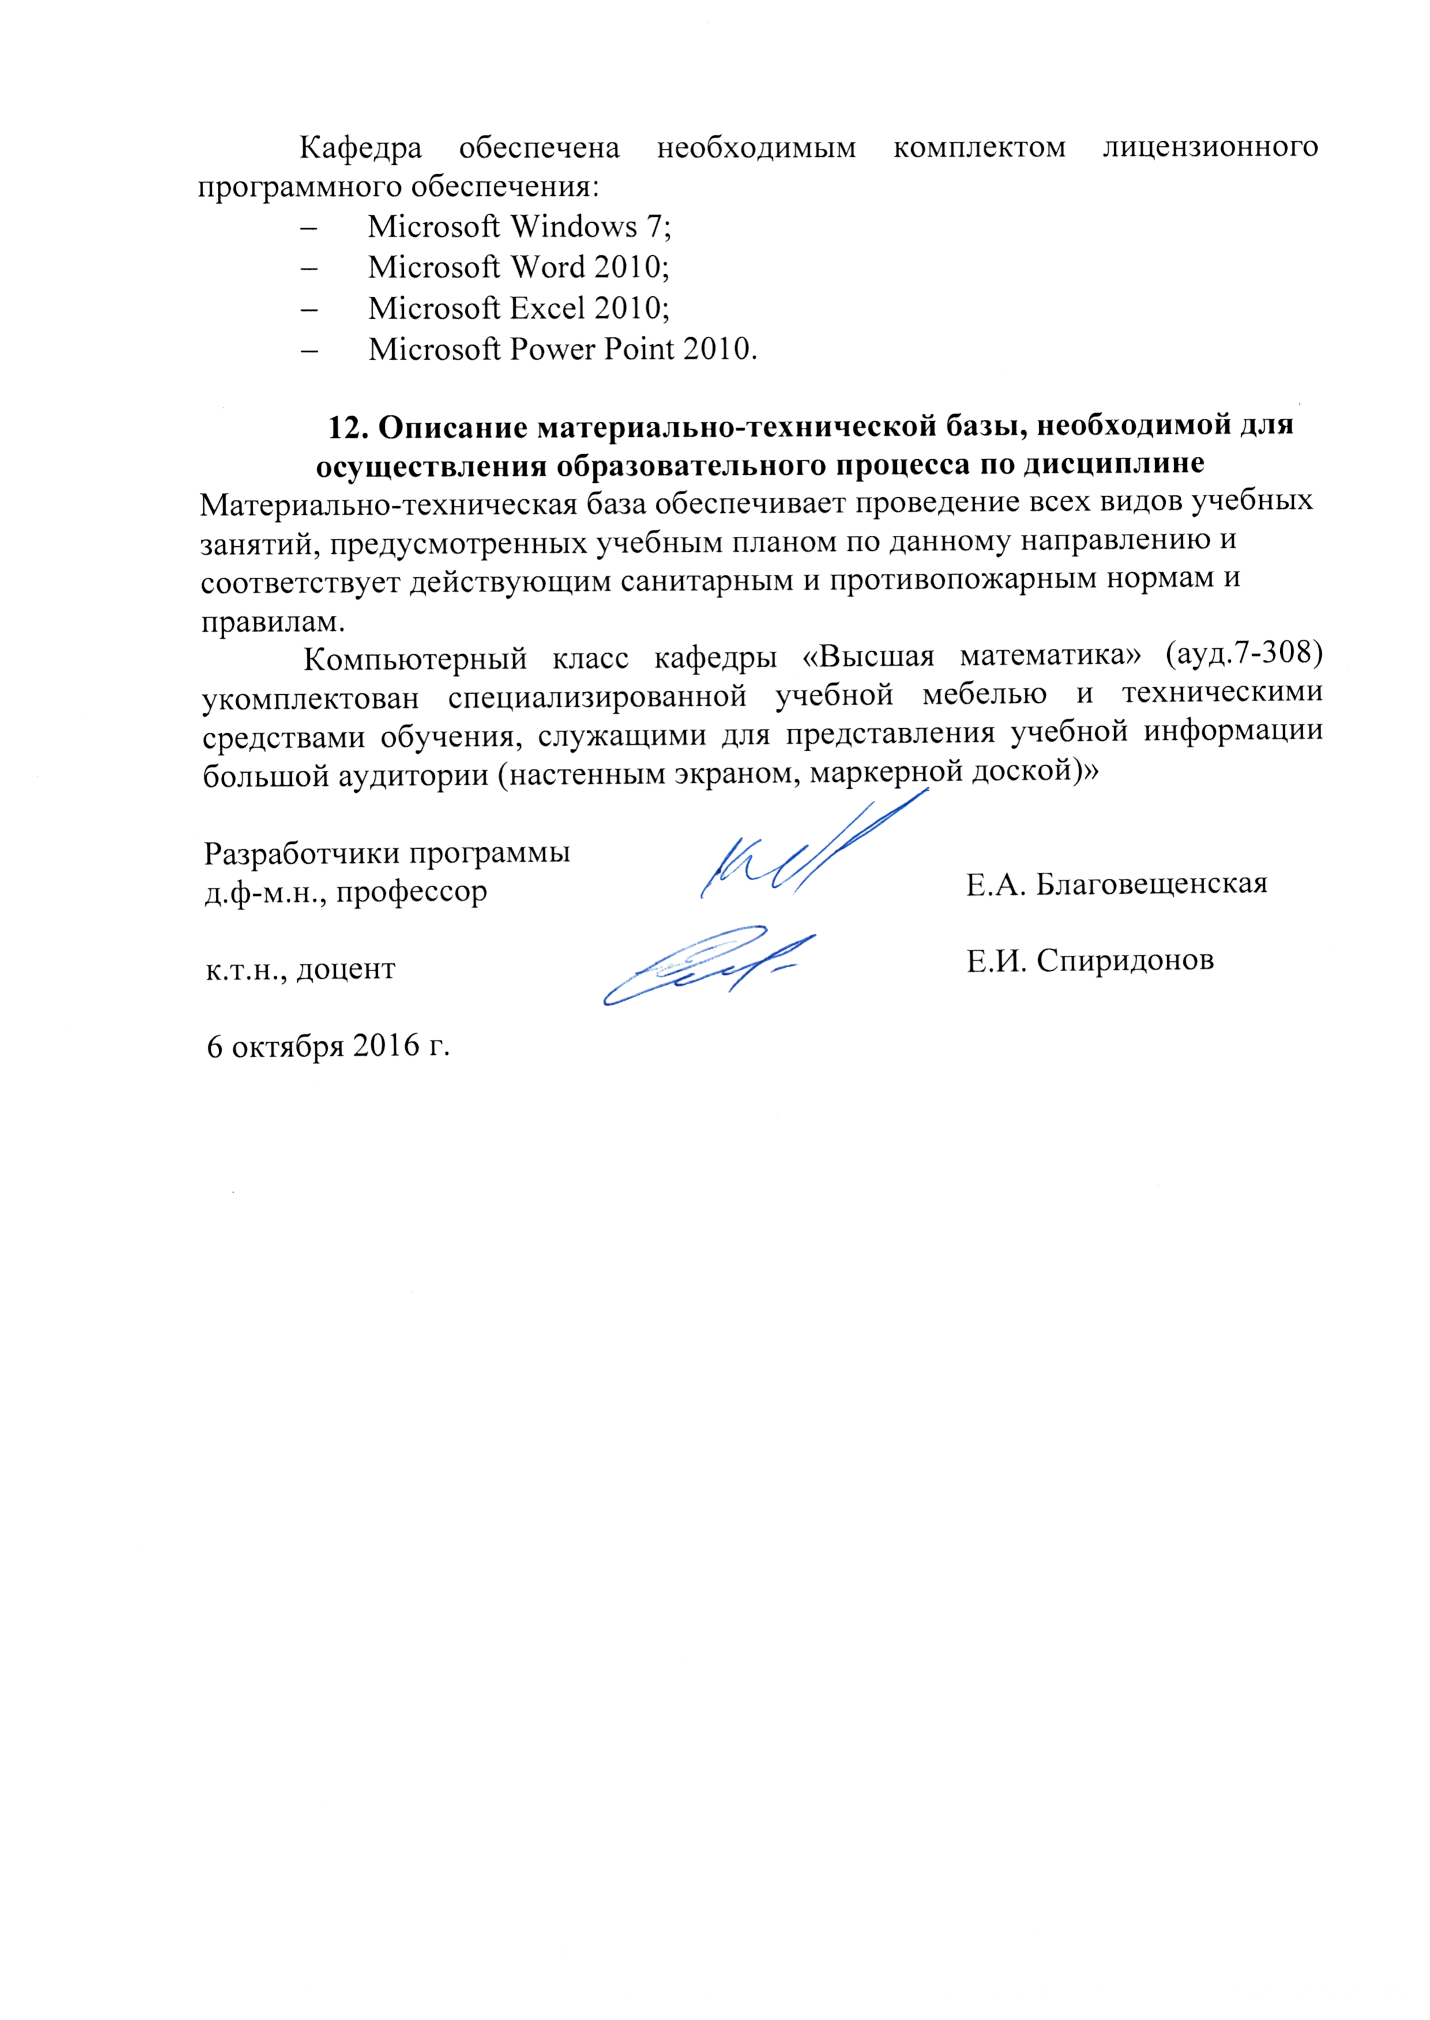 Кафедра обеспечена необходимым комплектом лицензионного
программного обеспечения:
– Microsoft Windows 7;
– Microsoft Word 2010;
– Microsoft Excel 2010;
– Microsoft Power Point 2010.
12. Описание материально-технической базы, необходимой для
осуществления образовательного процесса по дисциплине
Материально-техническая база обеспечивает проведение всех видов учебных
занятий, предусмотренных учебным планом по данному направлению и
соответствует действующим санитарным и противопожарным нормам и
правилам.
Компьютерный класс кафедры «Высшая математика» (ауд.7-308)
укомплектован специализированной учебной мебелью и техническими
средствами обучения, служащими для представления учебной информации
большой аудитории (настенным экраном, маркерной доской)»
Разработчики программы
д.ф-м.н., профессор Е.А. Благовещенская
к.т.н., доцент Е.И. Спиридонов
6 октября 2016 г.